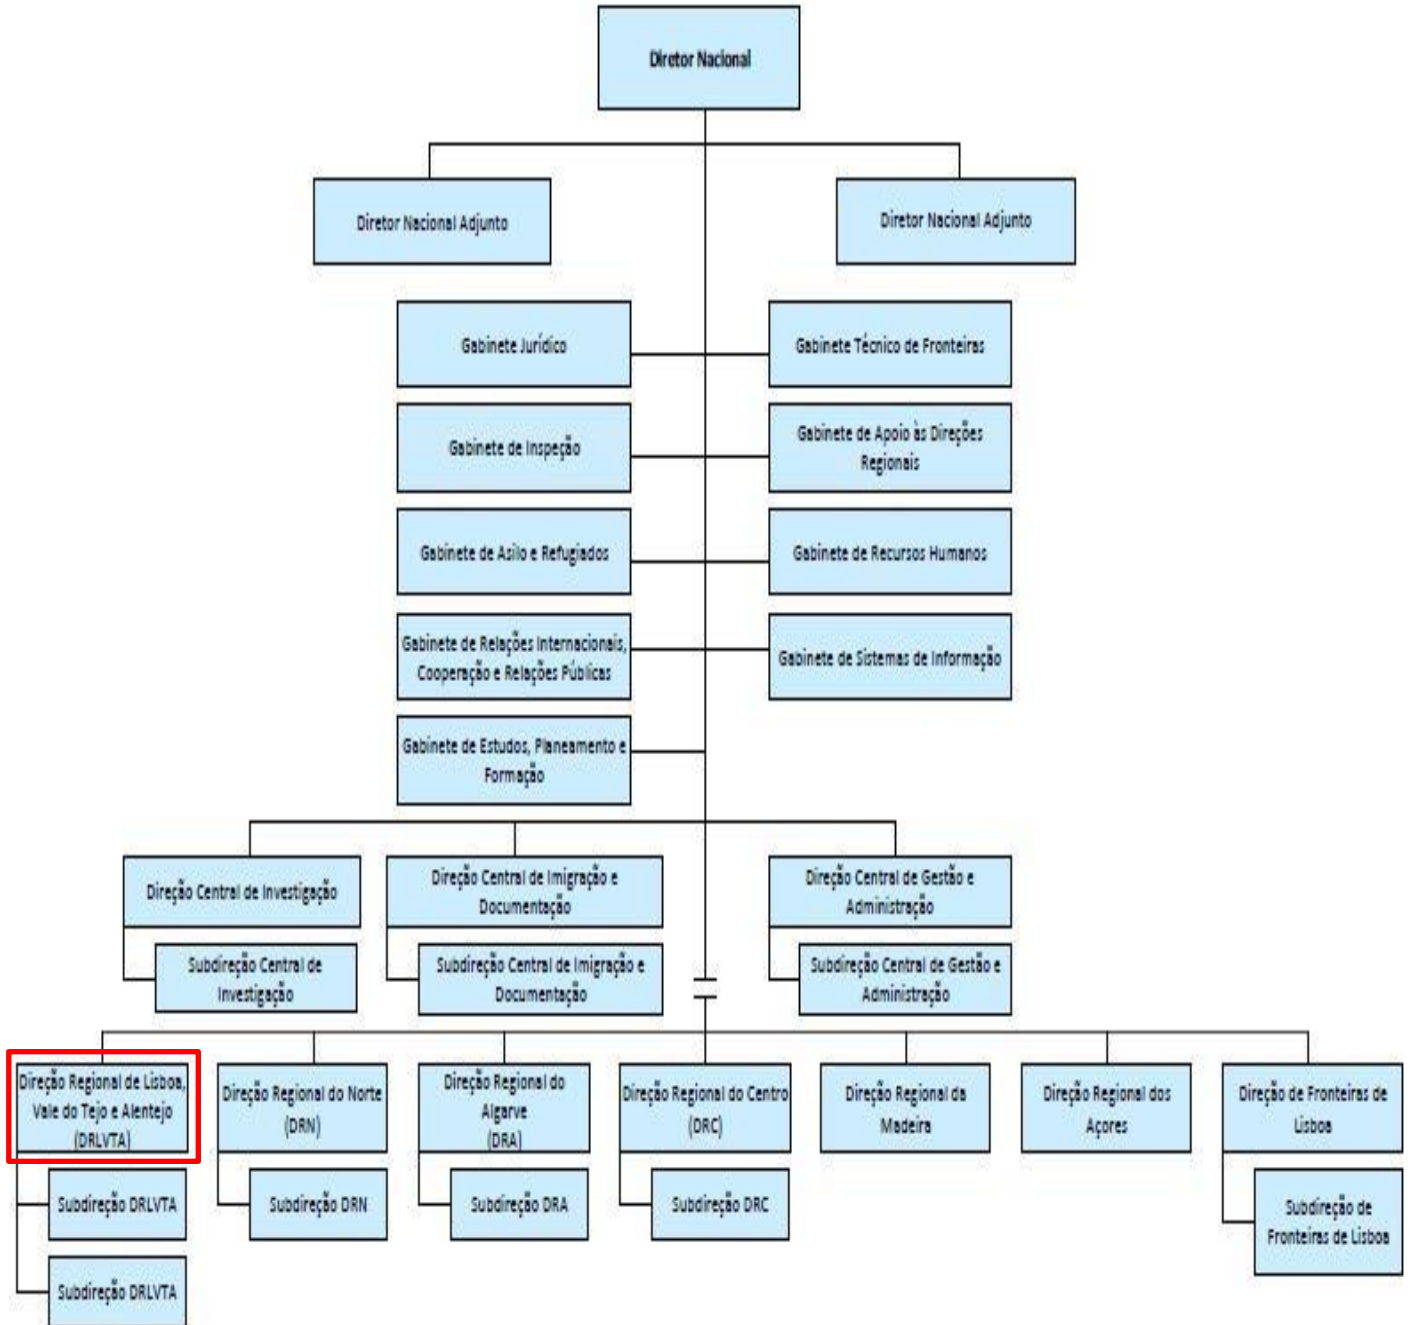 Diretor Nacional
Diretor Nacional Adjunto
Diretor Nacional Adjunto
Gabinete Jurídico
Gabinete Técnico de Fronteiras
Gabinete de Inspeção
Gabinete de Apoio às Direções
Regionais
Gabinete de Asilo e Refugiados
Gabinete de Recursos Humanos
Gabinete de Relações Internacionais,
Cooperação e Relações Públicas
Gabinete de Sistemas de Informação
Gabinete de Estudos, Planeamento e
Formação
Direção Central de Investigação
Direção Central de Imigração e
Documentação
Direção Central de Gestão e
Administração
Subdireção Central de
Investigação
Subdireção Central de Imigração e
Documentação
Subdireção Central de Gestão e
Administração
Direção Regional de Lisboa,
Vale do Tejo e Alentejo
(DRLVTA)
Direção Regional do Norte
(DRN)
Direção Regional do
Algarve
(DRA)
Direção Regional do Centro
(DRC)
Direção Regional da
Madeira
Direção Regional dos
Açores
Direção de Fronteiras de
Lisboa
Subdireção DRLVTA
Subdireção DRN
Subdireção DRA
Subdireção DRC
Subdireção de
Fronteiras de Lisboa
Subdireção DRLVTA